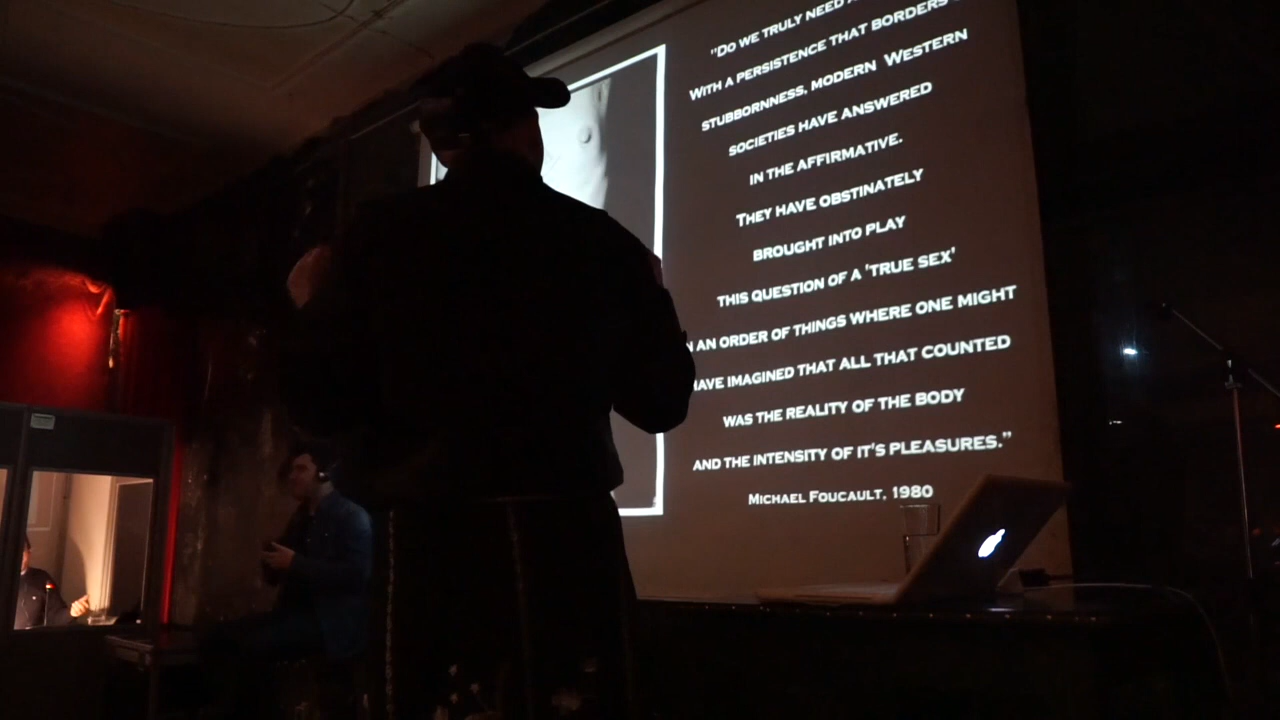 "Do we truly need a
With a persistence that borders
stubbornness, modern Western
societies have answered
in the affirmative.
They have obstinately
brought into play
this question of a 'true sex'
an order of things where one might
have imagined that all that counted
was the reality of the body
and the intensity of it's pleasures."
Michael Foucault, 1980